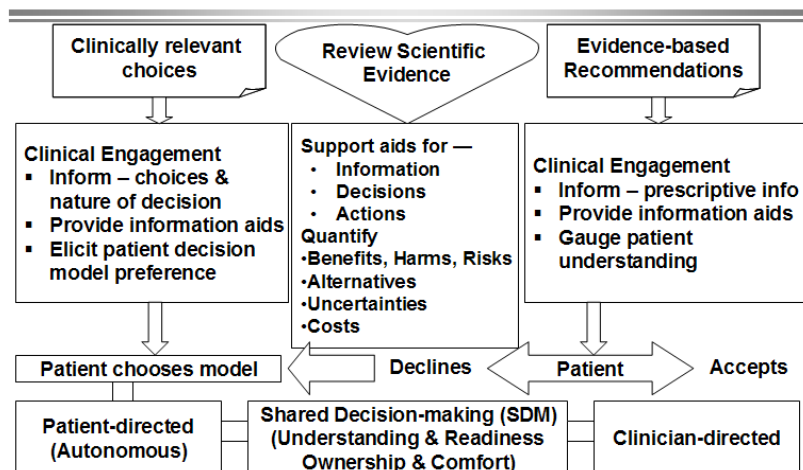 Clinically relevant
choices
Review Scientific
Evidence
Evidence-based
Recommendations
Clinical Engagement
▪ Inform – choices &
nature of decision
▪ Provide information aids
▪ Elicit patient decision
model preference
Support aids for —
• Information
• Decisions
• Actions
Quantify
•Benefits, Harms, Risks
•Alternatives
•Uncertainties
•Costs
Clinical Engagement
▪ Inform – prescriptive info
▪ Provide information aids
▪ Gauge patient
understanding
Patient chooses model
Declines
Patient
Accepts
Patient-directed
(Autonomous)
Shared Decision-making (SDM)
(Understanding & Readiness
Ownership & Comfort)
Clinician-directed